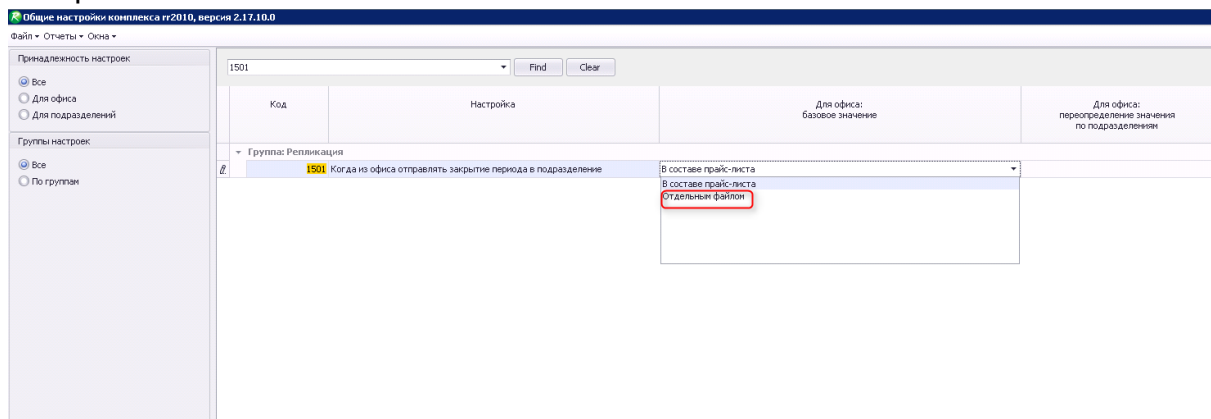 Общие настройки комплекса rr2010, версия 2.17.10.0
Файл Отчеты Окна
Принадлежность настроек
Все
Для офиса
Для подразделений
Группы настроек
Все
По группам
1501 Find Clear
Код Настройка Для офиса: базовое значение Для офиса: переопределение значения по подразделениям
Группа: Репликация
1501 Когда из офиса отправлять закрытие периода в подразделение В составе прайс-листа
В составе прайс-листа
Отдельным файлом